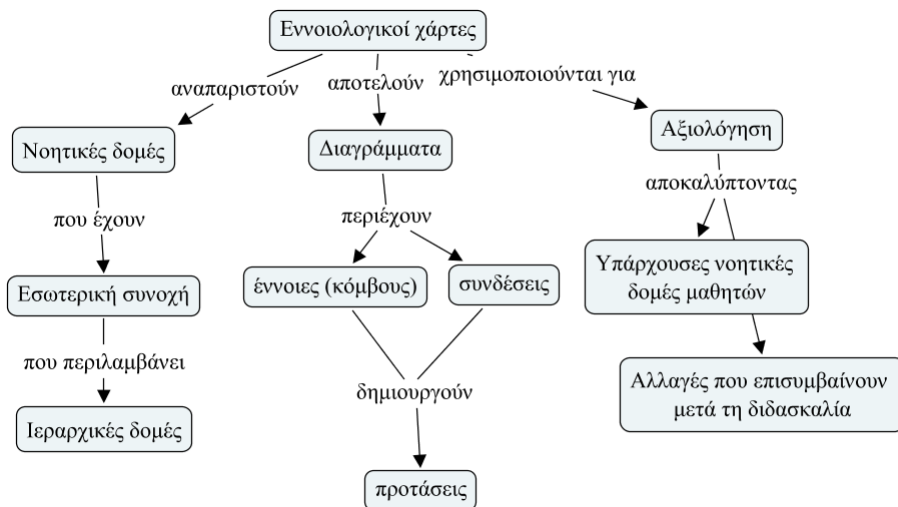 Εννοιολογικοί χάρτες
αναπαριστούν
αποτελούν
χρησιμοποιούνται για
Νοητικές δομές
Διαγράμματα
Αξιολόγηση
που έχουν
περιέχουν
αποκαλύπτοντας
Εσωτερική συνοχή
έννοιες (κόμβους)
συνδέσεις
Υπάρχουσες νοητικές
δομές μαθητών
που περιλαμβάνει
δημιουργούν
Αλλαγές που επισυμβαίνουν
μετά τη διδασκαλία
Ιεραρχικές δομές
προτάσεις